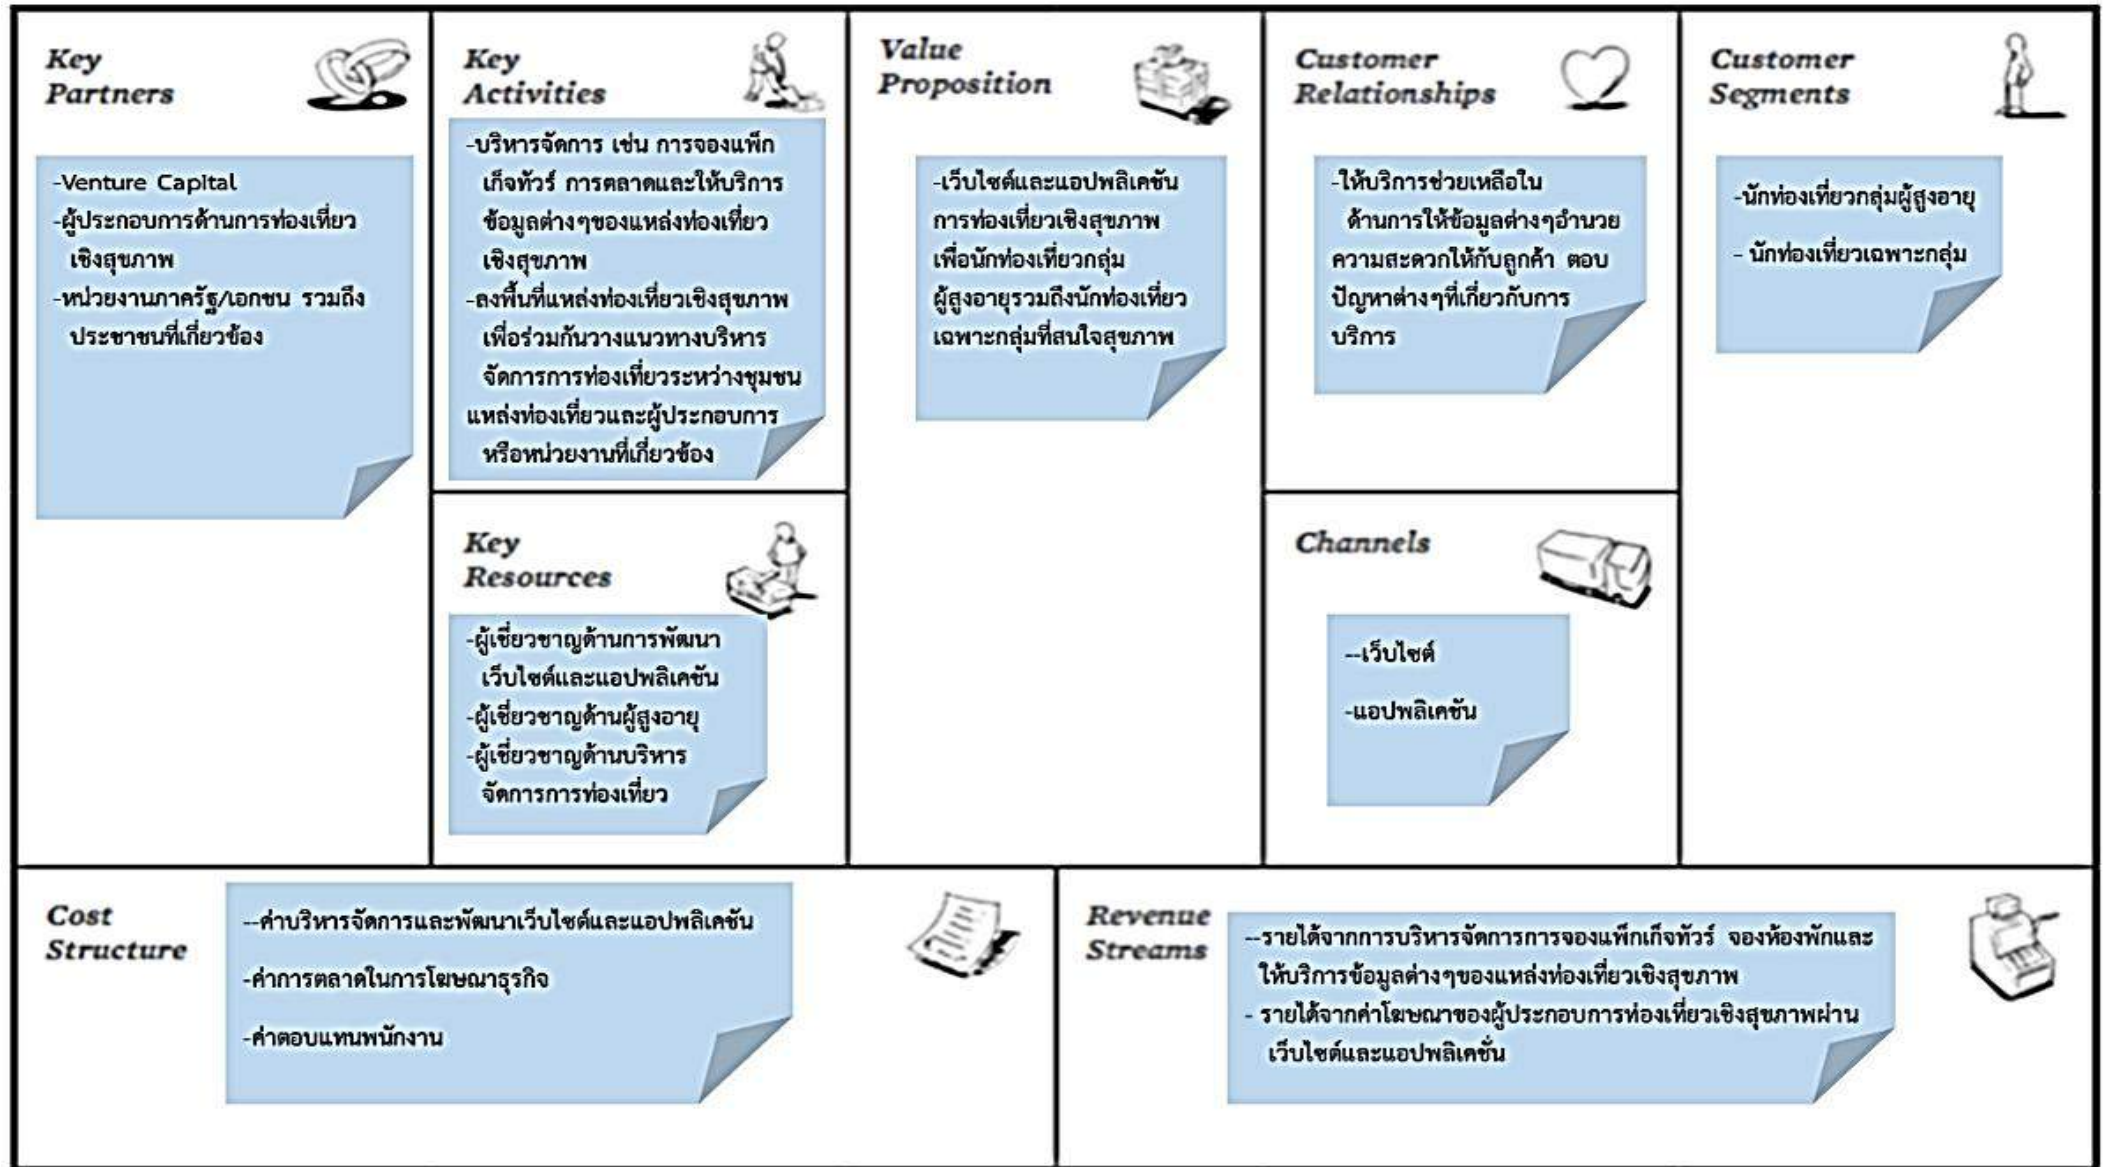 Key
Partners
-Venture Capital
-ผู้ประกอบการด้านการท่องเที่ยว
เชิงสุขภาพ
-หน่วยงานภาครัฐ/เอกชน รวมถึง
ประชาชนที่เกี่ยวข้อง
Key
Activities
-บริหารจัดการ เช่น การจองแพ็ก
เก็จทัวร์ การตลาดและให้บริการ
ข้อมูลต่างๆของแหล่งท่องเที่ยว
เชิงสุขภาพ
-ลงพื้นที่แหล่งท่องเที่ยวเชิงสุขภาพ
เพื่อร่วมกันวางแนวทางบริหาร
จัดการการท่องเที่ยวระหว่างชุมชน
แหล่งท่องเที่ยวและผู้ประกอบการ
หรือหน่วยงานที่เกี่ยวข้อง
Key
Resources
-ผู้เชี่ยวชาญด้านการพัฒนา
เว็บไซต์และแอปพลิเคชัน
-ผู้เชี่ยวชาญด้านผู้สูงอายุ
-ผู้เชี่ยวชาญด้านบริหาร
จัดการการท่องเที่ยว
Value
Proposition
-เว็บไซต์และแอปพลิเคชัน
การท่องเที่ยวเชิงสุขภาพ
เพื่อนักท่องเที่ยวกลุ่ม
ผู้สูงอายุรวมถึงนักท่องเที่ยว
เฉพาะกลุ่มที่สนใจสุขภาพ
Customer
Relationships
-ให้บริการช่วยเหลือใน
ด้านการให้ข้อมูลต่างๆอำนวย
ความสะดวกให้กับลูกค้า ตอบ
ปัญหาต่างๆที่เกี่ยวกับการ
บริการ
Channels
--เว็บไซต์
-แอปพลิเคชัน
Customer
Segments
-นักท่องเที่ยวกลุ่มผู้สูงอายุ
- นักท่องเที่ยวเฉพาะกลุ่ม
Cost
Structure
--ค่าบริหารจัดการและพัฒนาเว็บไซต์และแอปพลิเคชัน
-ค่าการตลาดในการโฆษณาธุรกิจ
-ค่าตอบแทนพนักงาน
Revenue
Streams
--รายได้จากการบริหารจัดการการจองแพ็กเก็จทัวร์ จองห้องพักและ
ให้บริการข้อมูลต่างๆของแหล่งท่องเที่ยวเชิงสุขภาพ
- รายได้จากค่าโฆษณาของผู้ประกอบการท่องเที่ยวเชิงสุขภาพผ่าน
เว็บไซต์และแอปพลิเคชั่น